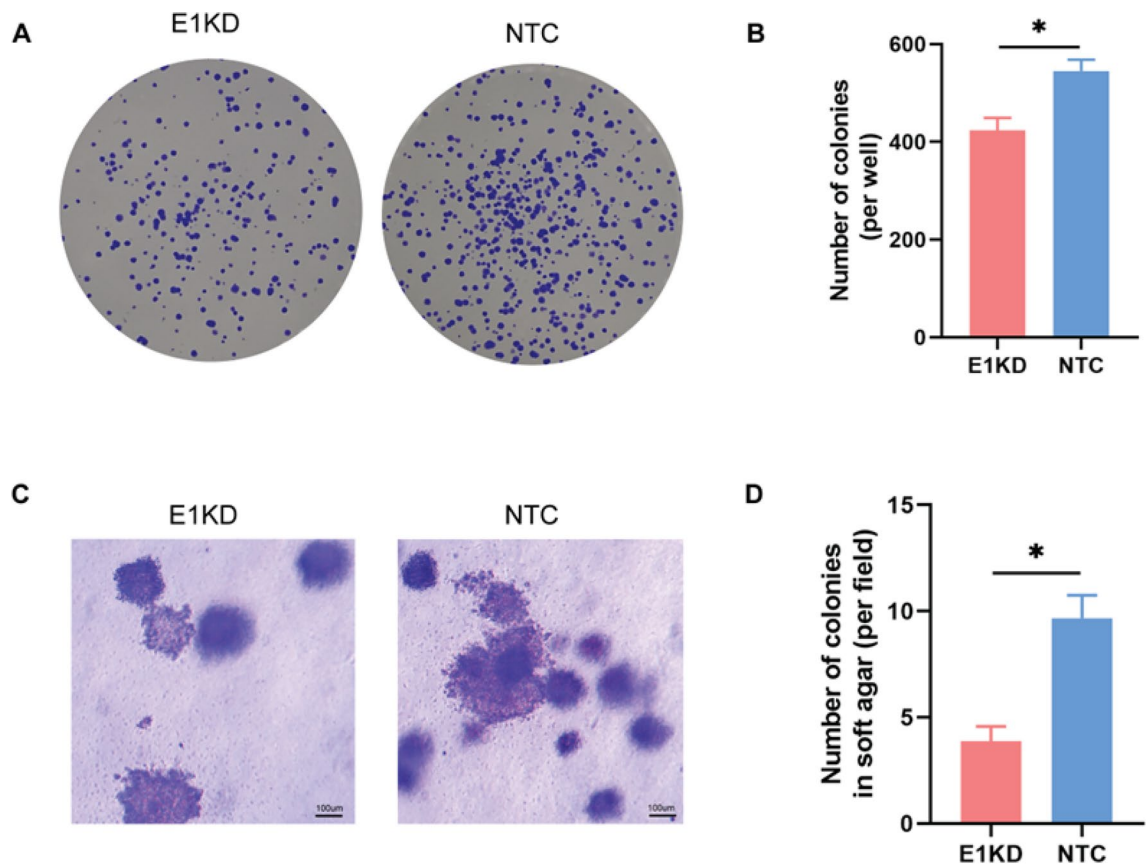 A
E1KD
NTC
B
*
Number of colonies
(per well)
600
400
200
0
E1KD
NTC
C
E1KD
NTC
100um
100um
D
*
Number of colonies
in soft agar (per field)
15
10
5
0
E1KD
NTC